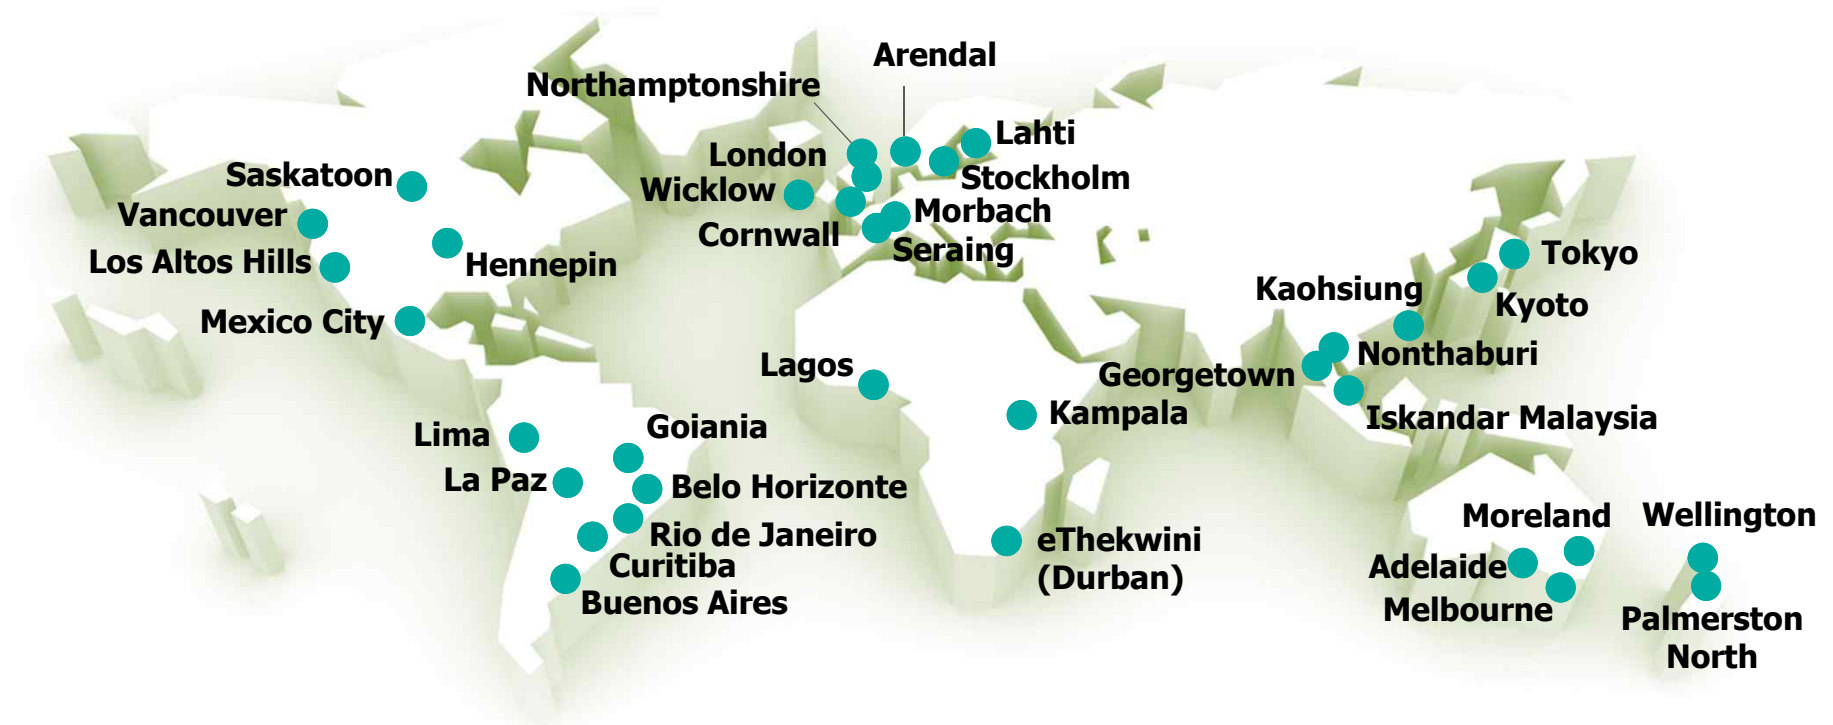 Arendal
Northamptonshire
Lahti
London
Saskatoon
Stockholm
Wicklow
Vancouver
Morbach
Cornwall
Seraing
Los Altos Hills
Hennepin
Tokyo
Kaohsiung
Kyoto
Mexico City
Nonthaburi
Lagos
Georgetown
Kampala
Iskandar Malaysia
Goiania
Lima
La Paz
Belo Horizonte
Moreland
Wellington
Rio de Janeiro
eThekwini
(Durban)
Curitiba
Adelaide
Buenos Aires
Melbourne
Palmerston
North